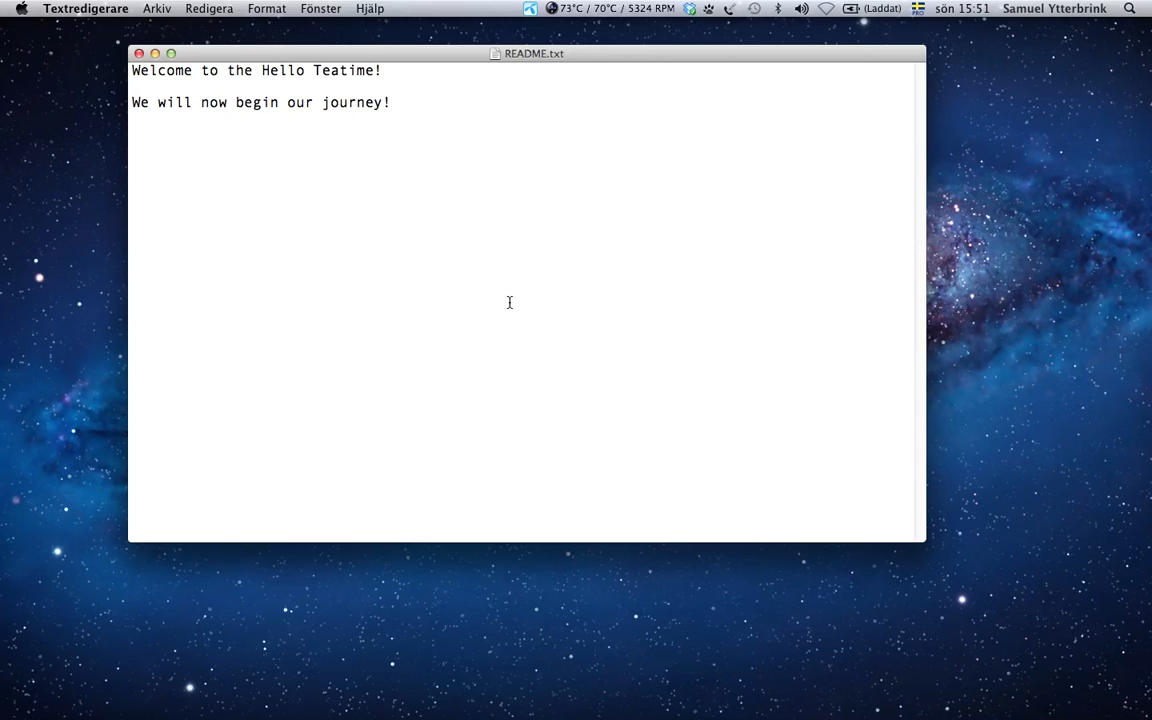 Textredigerare Arkiv Redigera Format Fönster Hjälp 73°C / 70°C / 5324 RPM (Laddat) PRO sön 15:51 Samuel Ytterbrink
README.txt
Welcome to the Hello Teatime!
We will now begin our journey!